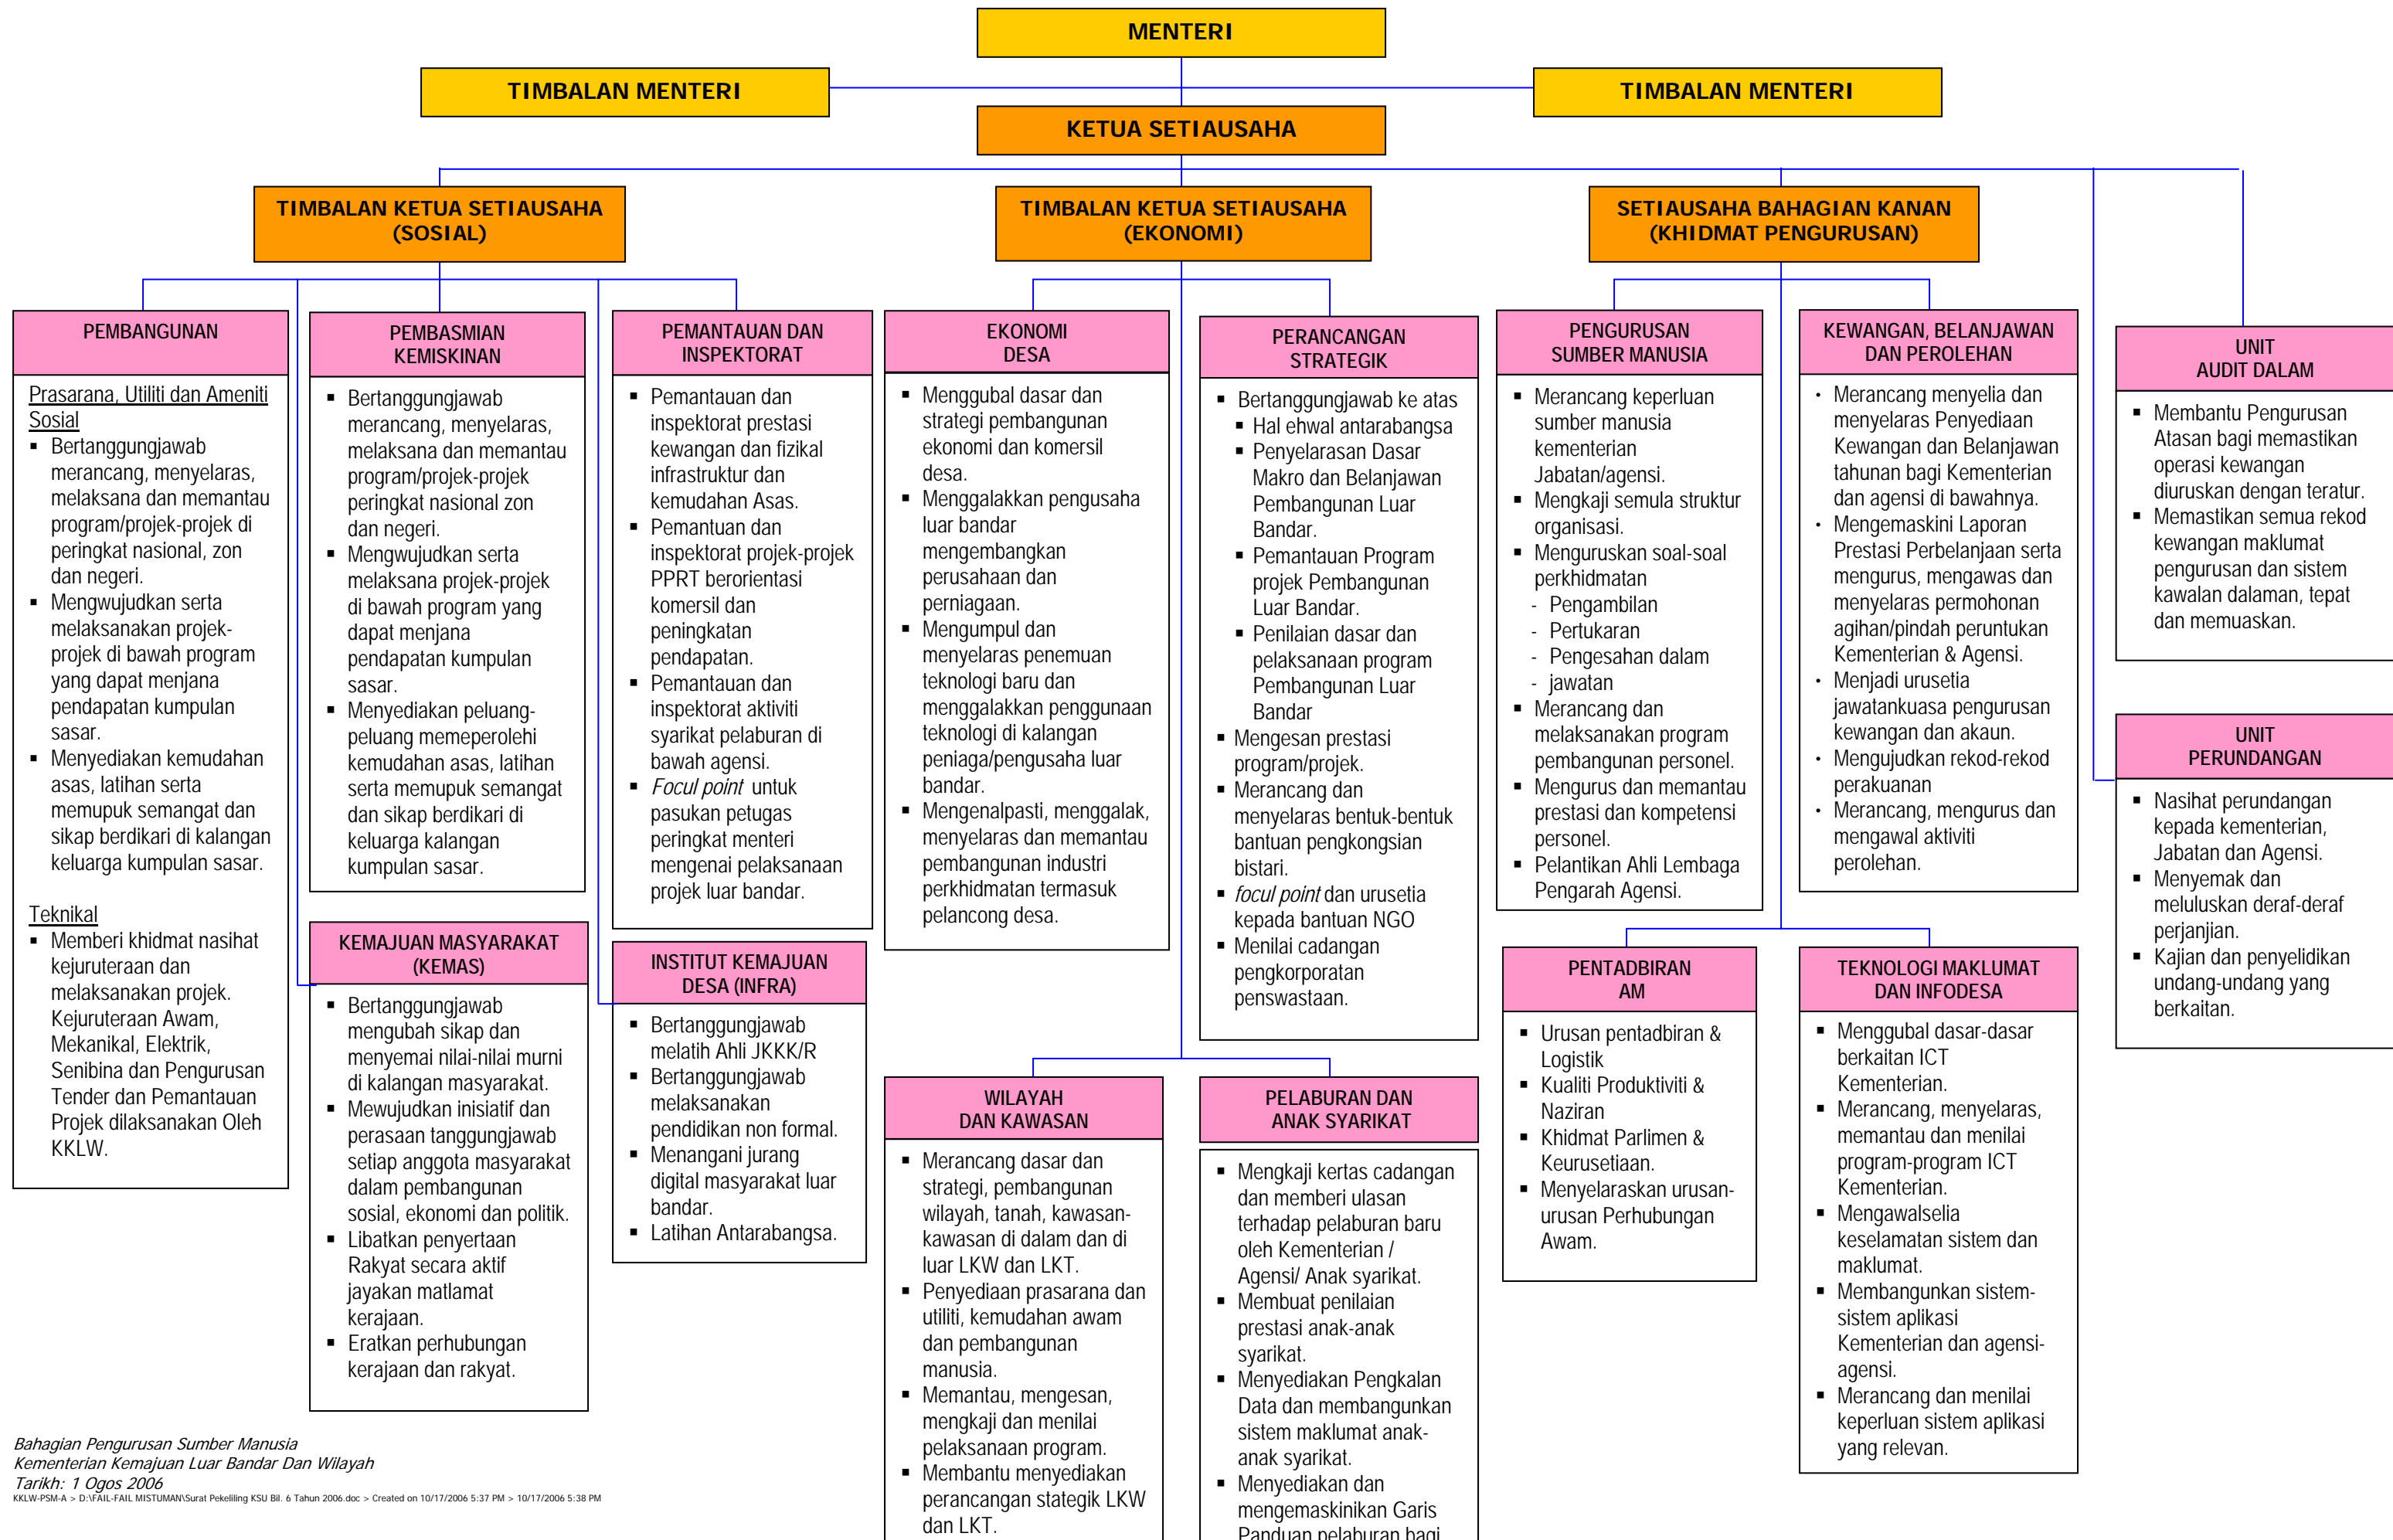 MENTERI
TIMBALAN MENTERI
TIMBALAN MENTERI
KETUA SETIAUSAHA
TIMBALAN KETUA SETIAUSAHA
(SOSIAL)
TIMBALAN KETUA SETIAUSAHA
(EKONOMI)
SETIAUSAHA BAHAGIAN KANAN
(KHIDMAT PENGURUSAN)
PEMBANGUNAN
Prasarana, Utiliti dan Ameniti
Sosial
▪ Bertanggungjawab
merancang, menyelaras,
melaksana dan memantau
program/projek-projek di
peringkat nasional, zon
dan negeri.
▪ Mengwujudkan serta
melaksanakan projek-
projek di bawah program
yang dapat menjana
pendapatan kumpulan
sasar.
▪ Menyediakan kemudahan
asas, latihan serta
memupuk semangat dan
sikap berdikari di kalangan
keluarga kumpulan sasar.
Teknikal
▪ Memberi khidmat nasihat
kejuruteraan dan
melaksanakan projek.
Kejuruteraan Awam,
Mekanikal, Elektrik,
Senibina dan Pengurusan
Tender dan Pemantauan
Projek dilaksanakan Oleh
KKLW.
PEMBASMIAN
KEMISKINAN
▪ Bertanggungjawab
merancang, menyelaras,
melaksana dan memantau
program/projek-projek
peringkat nasional zon
dan negeri.
▪ Mengwujudkan serta
melaksana projek-projek
di bawah program yang
dapat menjana
pendapatan kumpulan
sasar.
▪ Menyediakan peluang-
peluang memeperolehi
kemudahan asas, latihan
serta memupuk semangat
dan sikap berdikari di
keluarga kalangan
kumpulan sasar.
PEMANTAUAN DAN
INSPEKTORAT
▪ Pemantauan dan
inspektorat prestasi
kewangan dan fizikal
infrastruktur dan
kemudahan Asas.
▪ Pemantuan dan
inspektorat projek-projek
PPRT berorientasi
komersil dan
peningkatan
pendapatan.
▪ Pemantauan dan
inspektorat aktiviti
syarikat pelaburan di
bawah agensi.
▪ Focul point untuk
pasukan petugas
peringkat menteri
mengenai pelaksanaan
projek luar bandar.
EKONOMI
DESA
▪ Menggubal dasar dan
strategi pembangunan
ekonomi dan komersil
desa.
▪ Menggalakkan pengusaha
luar bandar
mengembangkan
perusahaan dan
perniagaan.
▪ Mengumpul dan
menyelaras penemuan
teknologi baru dan
menggalakkan penggunaan
teknologi di kalangan
peniaga/pengusaha luar
bandar.
▪ Mengenalpasti, menggalak,
menyelaras dan memantau
pembangunan industri
perkhidmatan termasuk
pelancong desa.
PERANCANGAN
STRATEGIK
▪ Bertanggungjawab ke atas
▪ Hal ehwal antarabangsa
▪ Penyelarasan Dasar
Makro dan Belanjawan
Pembangunan Luar
Bandar.
▪ Pemantauan Program
projek Pembangunan
Luar Bandar.
▪ Penilaian dasar dan
pelaksanaan program
Pembangunan Luar
Bandar
▪ Mengesan prestasi
program/projek.
▪ Merancang dan
menyelaras bentuk-bentuk
bantuan pengkongsian
bistari.
▪ focul point dan urusetia
kepada bantuan NGO
▪ Menilai cadangan
pengkorporatan
penswastaan.
PENGURUSAN
SUMBER MANUSIA
▪ Merancang keperluan
sumber manusia
kementerian
Jabatan/agensi.
▪ Mengkaji semula struktur
organisasi.
▪ Menguruskan soal-soal
perkhidmatan
- Pengambilan
- Pertukaran
- Pengesahan dalam
- jawatan
▪ Merancang dan
melaksanakan program
pembangunan personel.
▪ Mengurus dan memantau
prestasi dan kompetensi
personel.
▪ Pelantikan Ahli Lembaga
Pengarah Agensi.
KEWANGAN, BELANJAWAN
DAN PEROLEHAN
• Merancang menyelia dan
menyelaras Penyediaan
Kewangan dan Belanjawan
tahunan bagi Kementerian
dan agensi di bawahnya.
• Mengemaskini Laporan
Prestasi Perbelanjaan serta
mengurus, mengawas dan
menyelaras permohonan
agihan/pindah peruntukan
Kementerian & Agensi.
• Menjadi urusetia
jawatankuasa pengurusan
kewangan dan akaun.
• Mengujudkan rekod-rekod
perakuanan
• Merancang, mengurus dan
mengawal aktiviti
perolehan.
UNIT
AUDIT DALAM
▪ Membantu Pengurusan
Atasan bagi memastikan
operasi kewangan
diuruskan dengan teratur.
▪ Memastikan semua rekod
kewangan maklumat
pengurusan dan sistem
kawalan dalaman, tepat
dan memuaskan.
UNIT
PERUNDANGAN
▪ Nasihat perundangan
kepada kementerian,
Jabatan dan Agensi.
▪ Menyemak dan
meluluskan deraf-deraf
perjanjian.
▪ Kajian dan penyelidikan
undang-undang yang
berkaitan.
KEMAJUAN MASYARAKAT
(KEMAS)
▪ Bertanggungjawab
mengubah sikap dan
menyemai nilai-nilai murni
di kalangan masyarakat.
▪ Mewujudkan inisiatif dan
perasaan tanggungjawab
setiap anggota masyarakat
dalam pembangunan
sosial, ekonomi dan politik.
▪ Libatkan penyertaan
Rakyat secara aktif
jayakan matlamat
kerajaan.
▪ Eratkan perhubungan
kerajaan dan rakyat.
INSTITUT KEMAJUAN
DESA (INFRA)
▪ Bertanggungjawab
melatih Ahli JKKK/R
▪ Bertanggungjawab
melaksanakan
pendidikan non formal.
▪ Menangani jurang
digital masyarakat luar
bandar.
▪ Latihan Antarabangsa.
WILAYAH
DAN KAWASAN
▪ Merancang dasar dan
strategi, pembangunan
wilayah, tanah, kawasan-
kawasan di dalam dan di
luar LKW dan LKT.
▪ Penyediaan prasarana dan
utiliti, kemudahan awam
dan pembangunan
manusia.
▪ Memantau, mengesan,
mengkaji dan menilai
pelaksanaan program.
▪ Membantu menyediakan
perancangan stategik LKW
dan LKT.
PELABURAN DAN
ANAK SYARIKAT
▪ Mengkaji kertas cadangan
dan memberi ulasan
terhadap pelaburan baru
oleh Kementerian /
Agensi/ Anak syarikat.
▪ Membuat penilaian
prestasi anak-anak
syarikat.
▪ Menyediakan Pengkalan
Data dan membangunkan
sistem maklumat anak-
anak syarikat.
▪ Menyediakan dan
mengemaskinikan Garis
Panduan pelaburan bagi
PENTADBIRAN
AM
▪ Urusan pentadbiran &
Logistik
▪ Kualiti Produktiviti &
Naziran
▪ Khidmat Parlimen &
Keurusetiaan.
▪ Menyelaraskan urusan-
urusan Perhubungan
Awam.
TEKNOLOGI MAKLUMAT
DAN INFODESA
▪ Menggubal dasar-dasar
berkaitan ICT
Kementerian.
▪ Merancang, menyelaras,
memantau dan menilai
program-program ICT
Kementerian.
▪ Mengawalselia
keselamatan sistem dan
maklumat.
▪ Membangunkan sistem-
sistem aplikasi
Kementerian dan agensi-
agensi.
▪ Merancang dan menilai
keperluan sistem aplikasi
yang relevan.
Bahagian Pengurusan Sumber Manusia
Kementerian Kemajuan Luar Bandar Dan Wilayah
Tarikh: 1 Ogos 2006
KKLW-PSM-A > D:\FAIL-FAIL MISTUMAN\Surat Pekeliling KSU Bil. 6 Tahun 2006.doc > Created on 10/17/2006 5:37 PM > 10/17/2006 5:38 PM